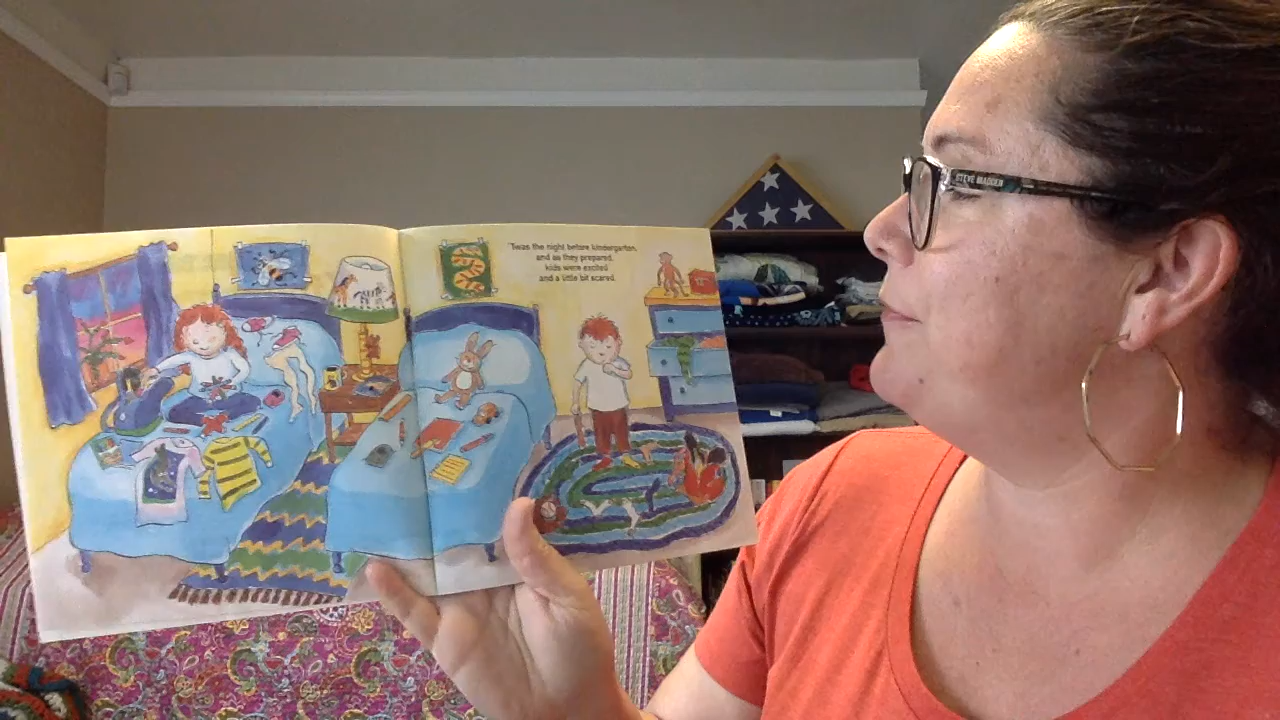 'Twas the night before kindergarten,
and as they prepared,
kids were excited
and a little bit scared.
STEVE MADDEN